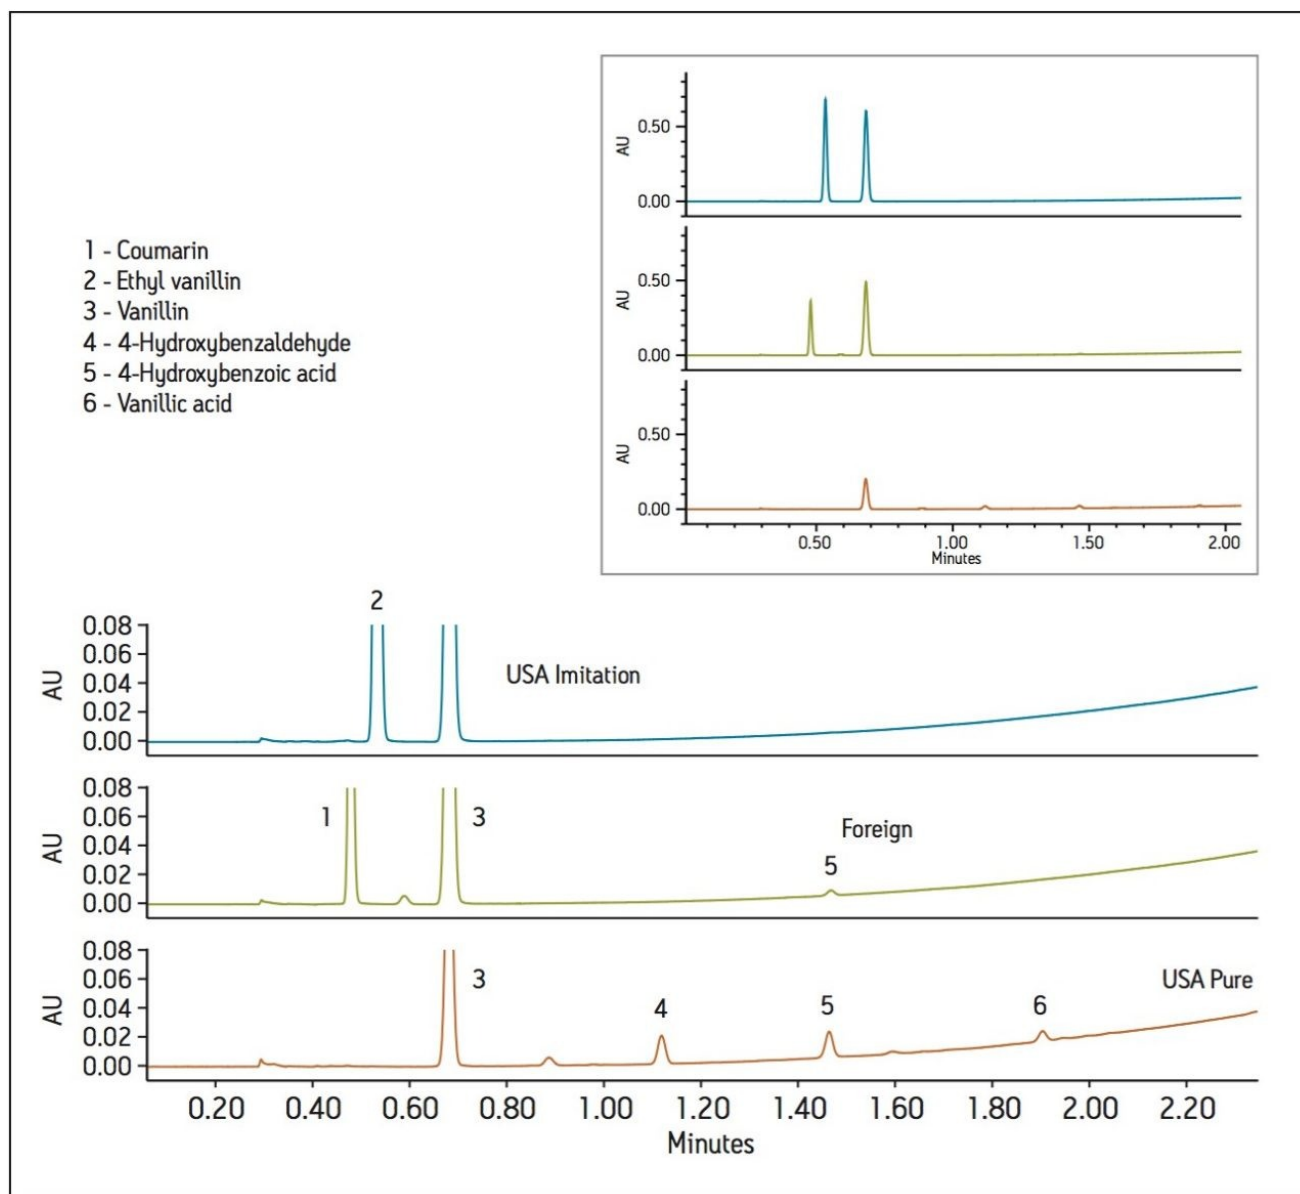 AU
0.50
0.00
AU
0.50
0.00
AU
0.50
0.00
0.50 1.00 1.50 2.00
Minutes
1 - Coumarin
2 - Ethyl vanillin
3 - Vanillin
4 - 4-Hydroxybenzaldehyde
5 - 4-Hydroxybenzoic acid
6 - Vanillic acid
2
0.08
0.06
0.04
0.02
0.00
AU
USA Imitation
0.08
0.06
0.04
0.02
0.00
AU
1
3
Foreign
5
0.08
0.06
0.04
0.02
0.00
AU
3
4
5
6
USA Pure
0.20 0.40 0.60 0.80 1.00 1.20 1.40 1.60 1.80 2.00 2.20
Minutes